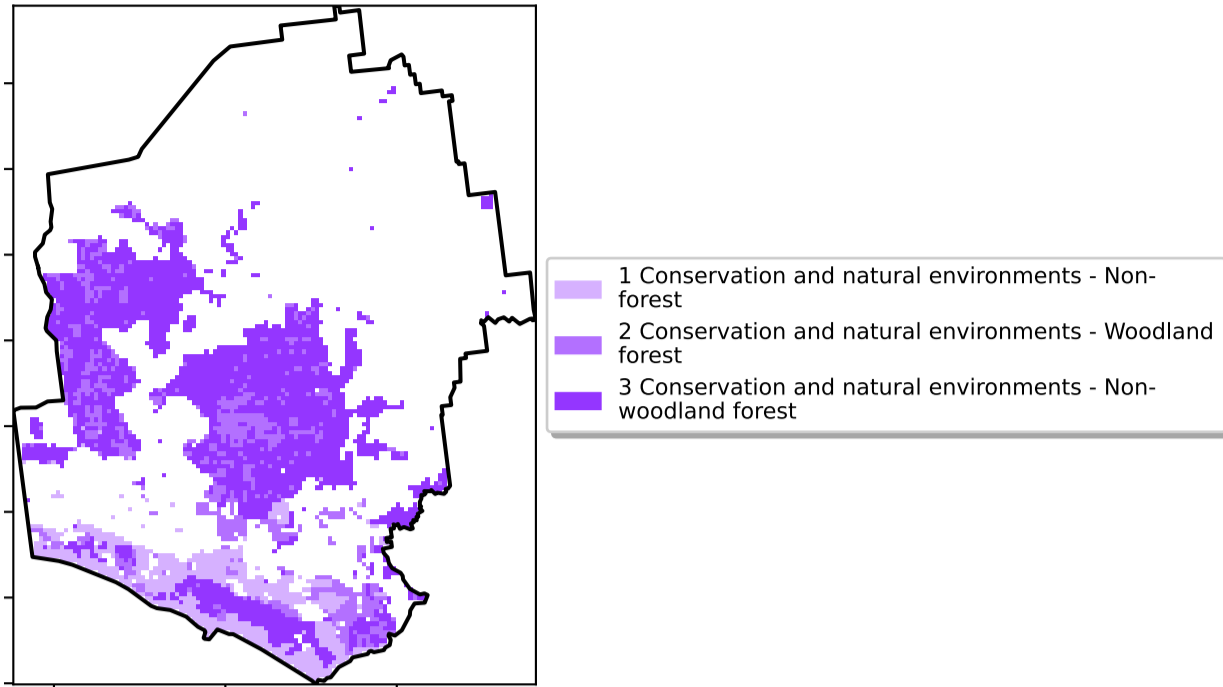 1 Conservation and natural environments - Non-
forest
2 Conservation and natural environments - Woodland
forest
3 Conservation and natural environments - Non-
woodland forest